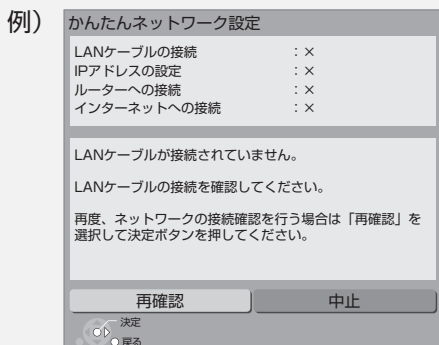 例)
かんたんネットワーク設定
LANケーブルの接続 :×
IPアドレスの設定 :×
ルーターへの接続 :×
インターネットへの接続 :×
LANケーブルが接続されていません。
LANケーブルの接続を確認してください。
再度、ネットワークの接続確認を行う場合は「再確認」を
選択して決定ボタンを押してください。
再確認 中止
決定
戻る